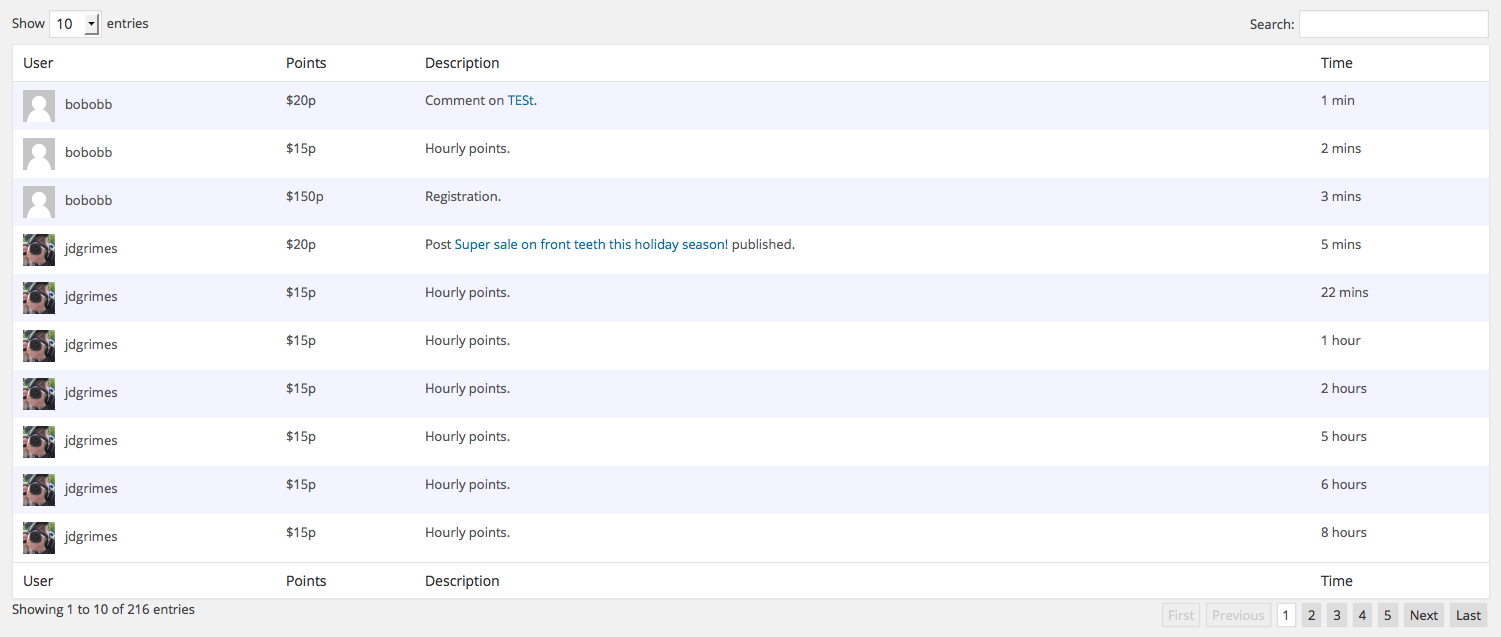 Show 10 entries Search:
User Points Description Time
bobobb $20p Comment on TESt. 1 min
bobobb $15p Hourly points. 2 mins
bobobb $150p Registration. 3 mins
jdgrimes $20p Post Super sale on front teeth this holiday season! published. 5 mins
jdgrimes $15p Hourly points. 22 mins
jdgrimes $15p Hourly points. 1 hour
jdgrimes $15p Hourly points. 2 hours
jdgrimes $15p Hourly points. 5 hours
jdgrimes $15p Hourly points. 6 hours
jdgrimes $15p Hourly points. 8 hours
User Points Description Time
Showing 1 to 10 of 216 entries First Previous 1 2 3 4 5 Next Last